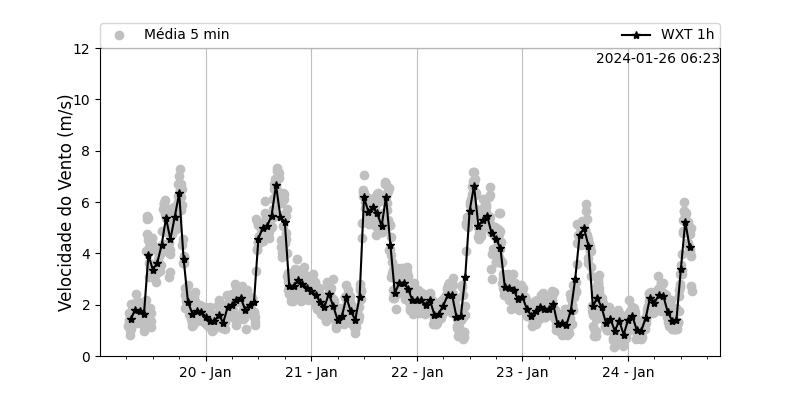 Média 5 min
WXT 1h
2024-01-26 06:23
Velocidade do Vento (m/s)
12
10
8
6
4
2
0
20 - Jan
21 - Jan
22 - Jan
23 - Jan
24 - Jan